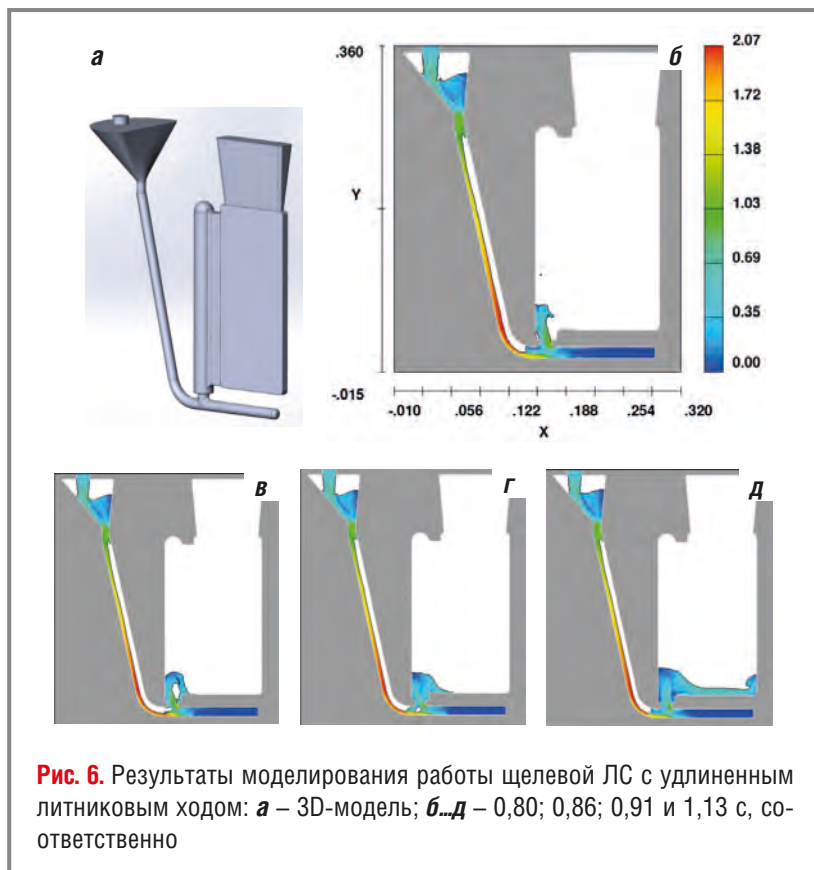 а
б
.360
Y
-.015
-.010 .056 .122 .188 .254 .320
X
2.07
1.72
1.38
1.03
0.69
0.35
0.00
в
г
д
Рис. 6. Результаты моделирования работы щелевой ЛС с удлиненным
литниковым ходом: а – 3D-модель; б...д – 0,80; 0,86; 0,91 и 1,13 с, со-
ответственно